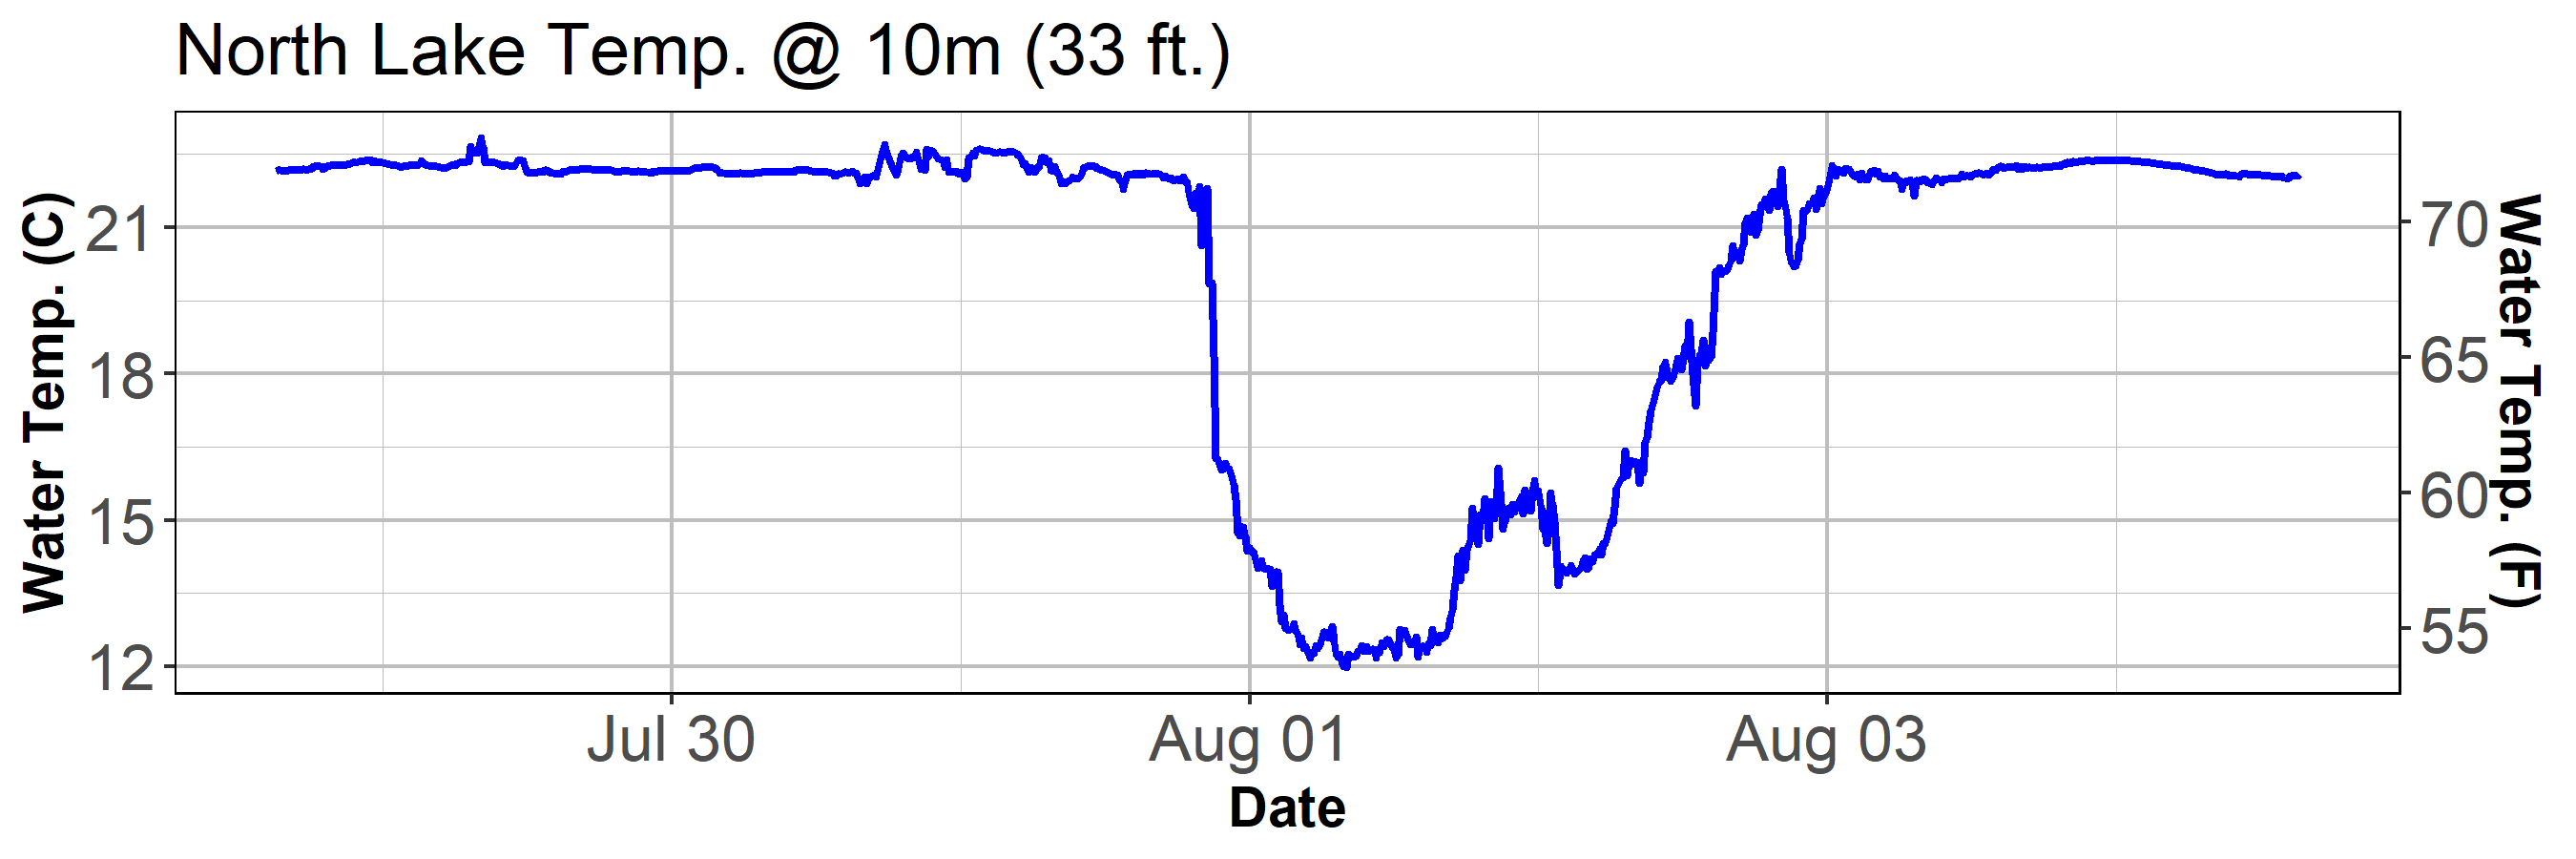 North Lake Temp. @ 10m (33 ft.)
Water Temp. (C)
21
18
15
12
70
65
60
55
Water Temp. (F)
Jul 30
Aug 01
Aug 03
Date